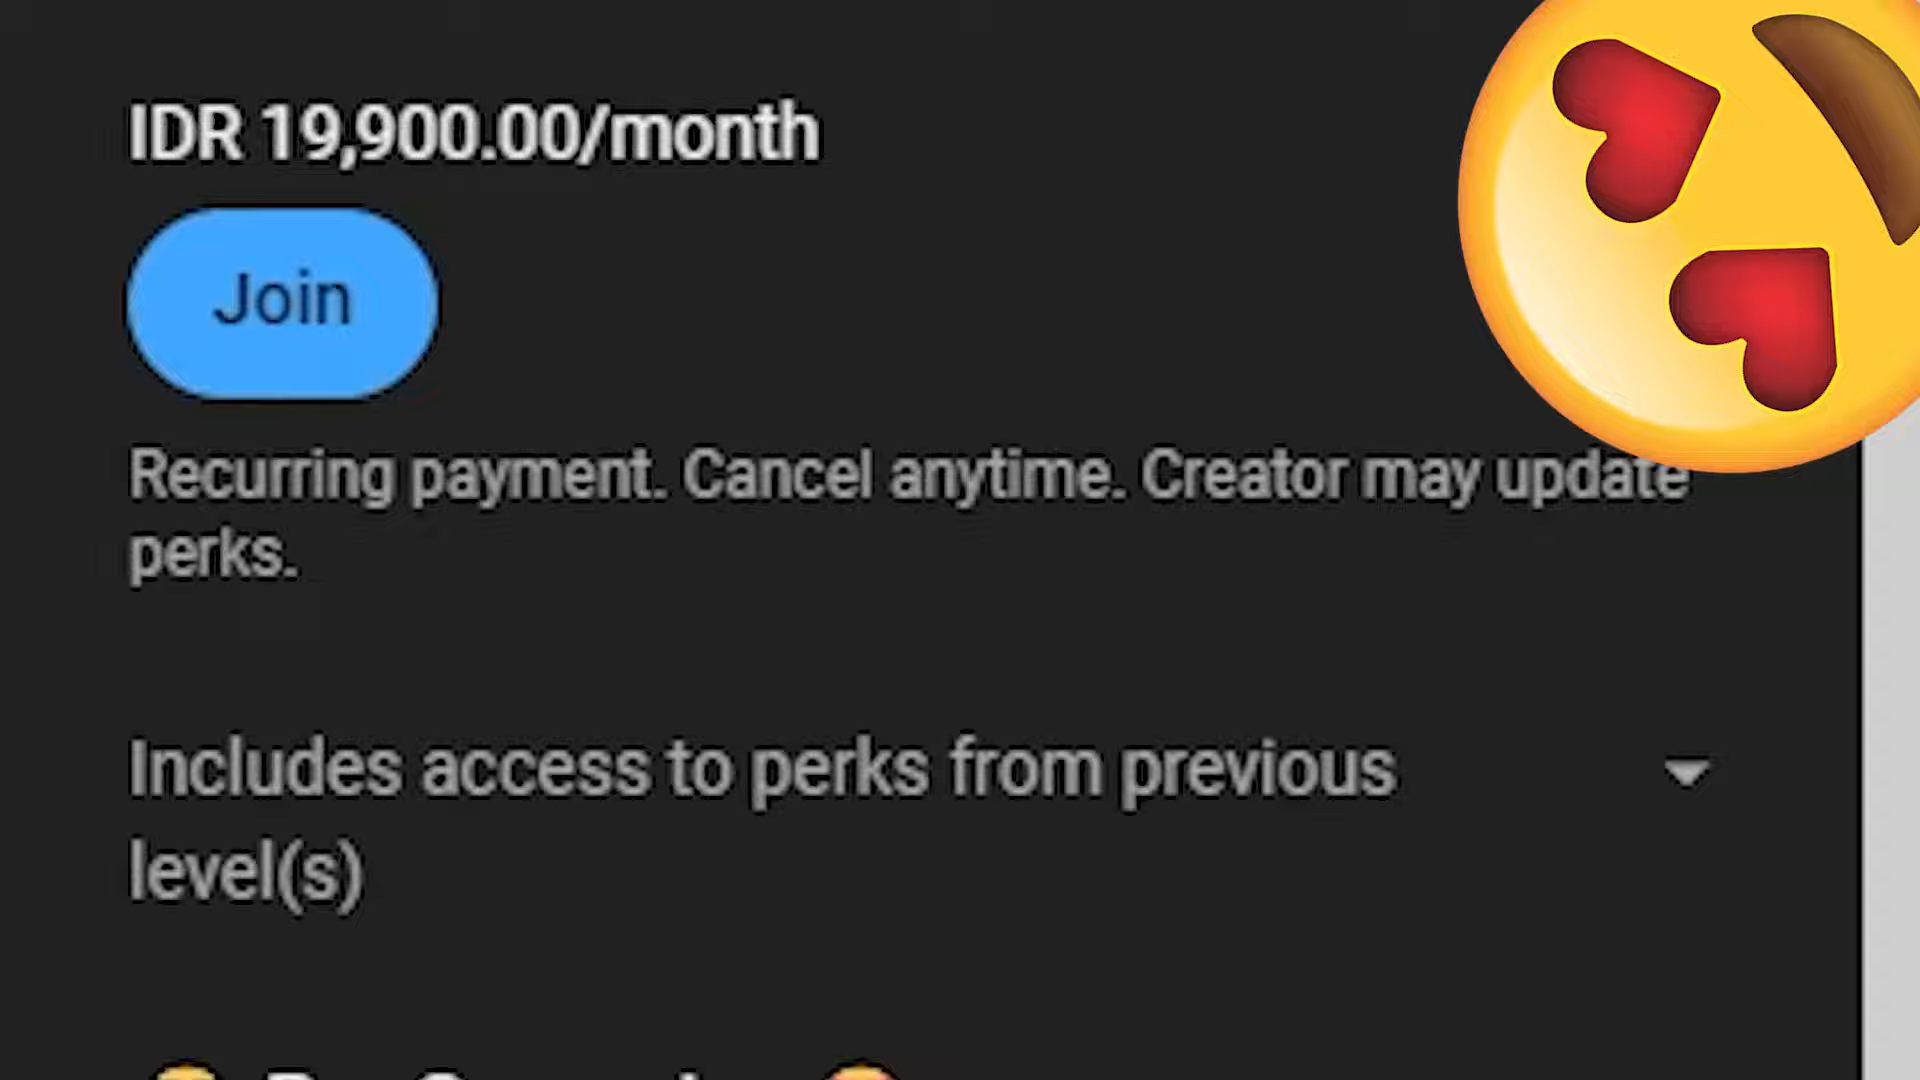 IDR 19,900.00/month
Join
Recurring payment. Cancel anytime. Creator may update
perks.
Includes access to perks from previous
level(s)